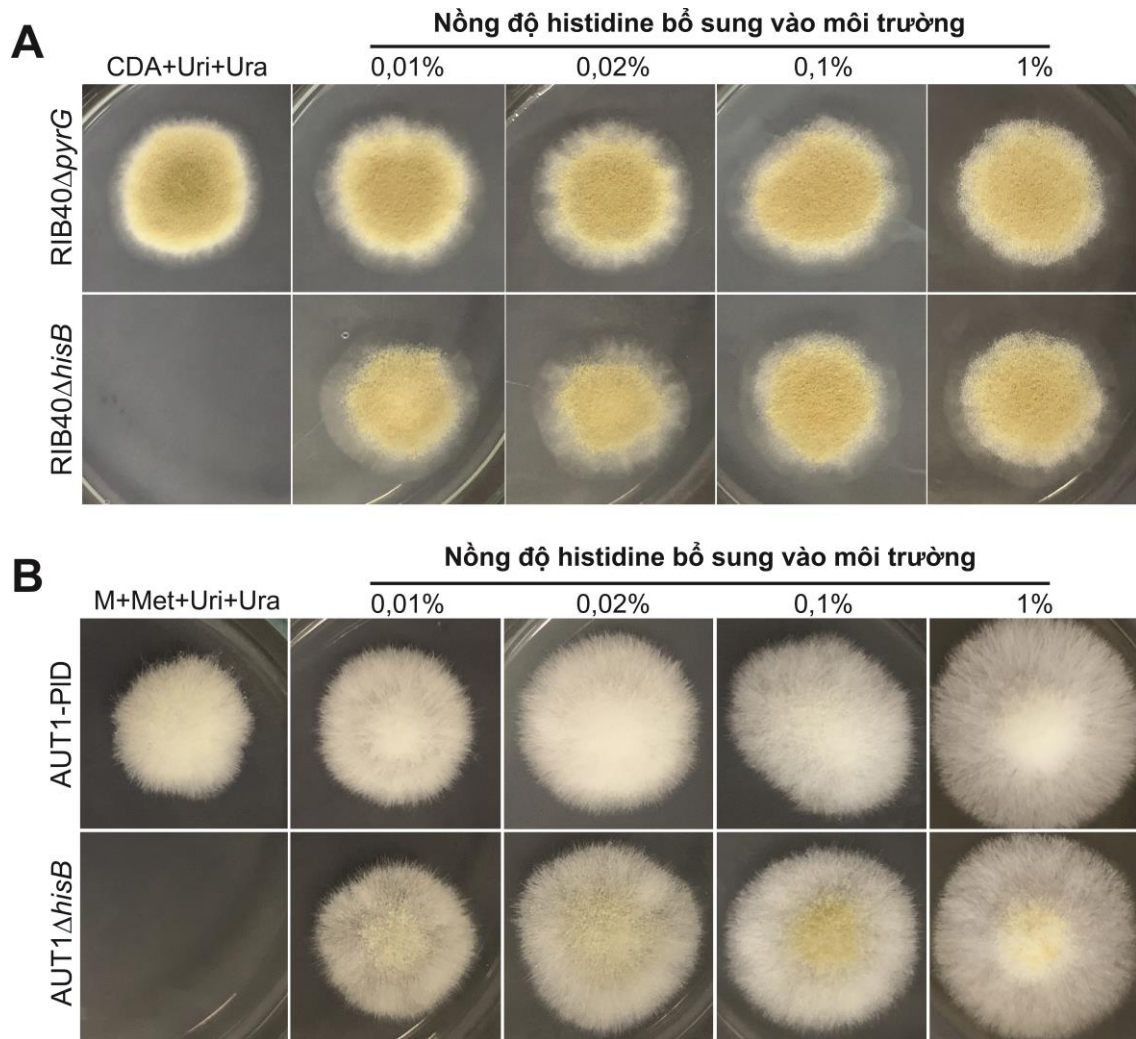 A
Nồng độ histidine bổ sung vào môi trường
CDA+Uri+Ura
0,01%
0,02%
0,1%
1%
RIB40ΔpyrG
RIB40ΔhisB
B
Nồng độ histidine bổ sung vào môi trường
M+Met+Uri+Ura
0,01%
0,02%
0,1%
1%
AUT1-PID
AUT1ΔhisB